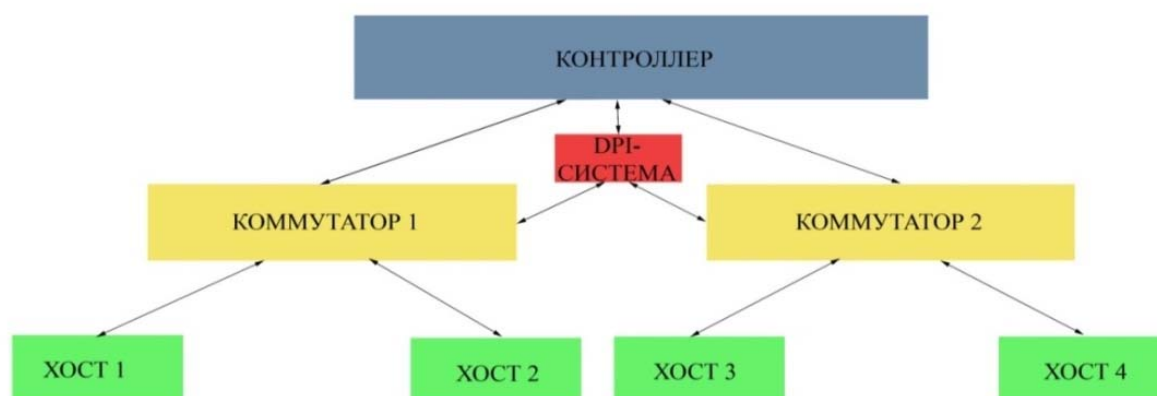 КОНТРОЛЛЕР
DPI-
СИСТЕМА
КОММУТАТОР 1
КОММУТАТОР 2
ХОСТ 1
ХОСТ 2
ХОСТ 3
ХОСТ 4